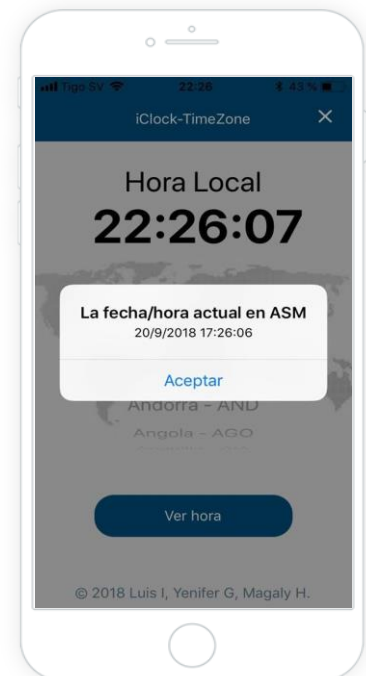 Tigo SV 22:26 43 %
iClock-TimeZone ×
Hora Local
22:26:07
La fecha/hora actual en ASM
20/9/2018 17:26:06
Aceptar
Andorra - AND
Angola - AGO
Ver hora
© 2018 Luis I, Yenifer G, Magaly H.